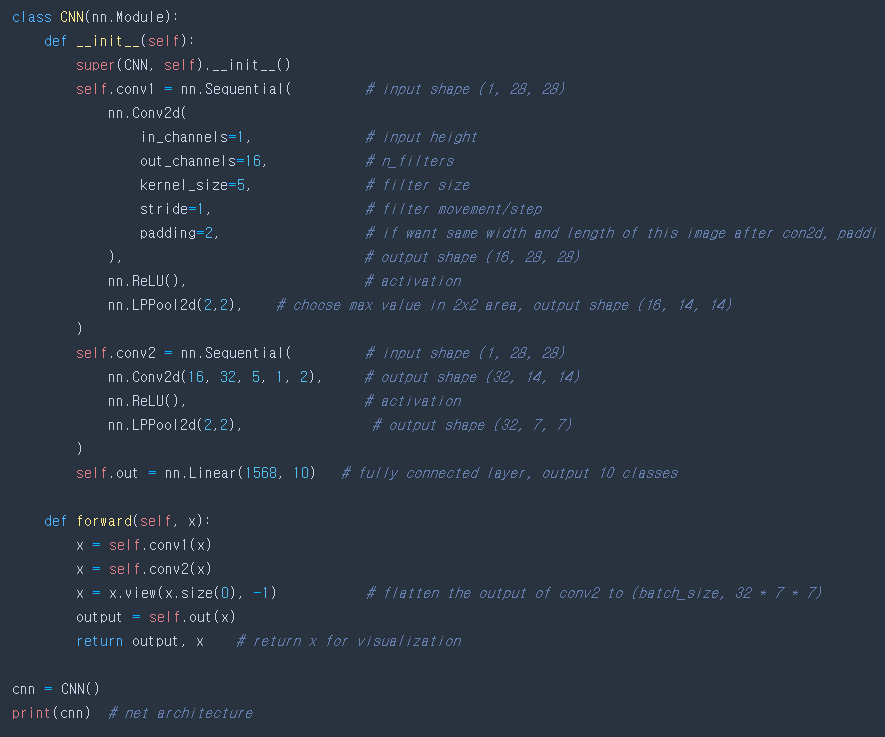 class CNN(nn.Module):
    def __init__(self):
        super(CNN, self).__init__()
        self.conv1 = nn.Sequential(         # input shape (1, 28, 28)
            nn.Conv2d(
                in_channels=1,              # input height
                out_channels=16,            # n_filters
                kernel_size=5,              # filter size
                stride=1,                   # filter movement/step
                padding=2,                  # if want same width and length of this image after con2d, paddi
            ),                              # output shape (16, 28, 28)
            nn.ReLU(),                      # activation
            nn.LPPool2d(2,2),    # choose max value in 2x2 area, output shape (16, 14, 14)
        )
        self.conv2 = nn.Sequential(         # input shape (1, 28, 28)
            nn.Conv2d(16, 32, 5, 1, 2),     # output shape (32, 14, 14)
            nn.ReLU(),                      # activation
            nn.LPPool2d(2,2),                # output shape (32, 7, 7)
        )
        self.out = nn.Linear(1568, 10)   # fully connected layer, output 10 classes

    def forward(self, x):
        x = self.conv1(x)
        x = self.conv2(x)
        x = x.view(x.size(0), -1)           # flatten the output of conv2 to (batch_size, 32 * 7 * 7)
        output = self.out(x)
        return output, x    # return x for visualization

cnn = CNN()
print(cnn)  # net architecture